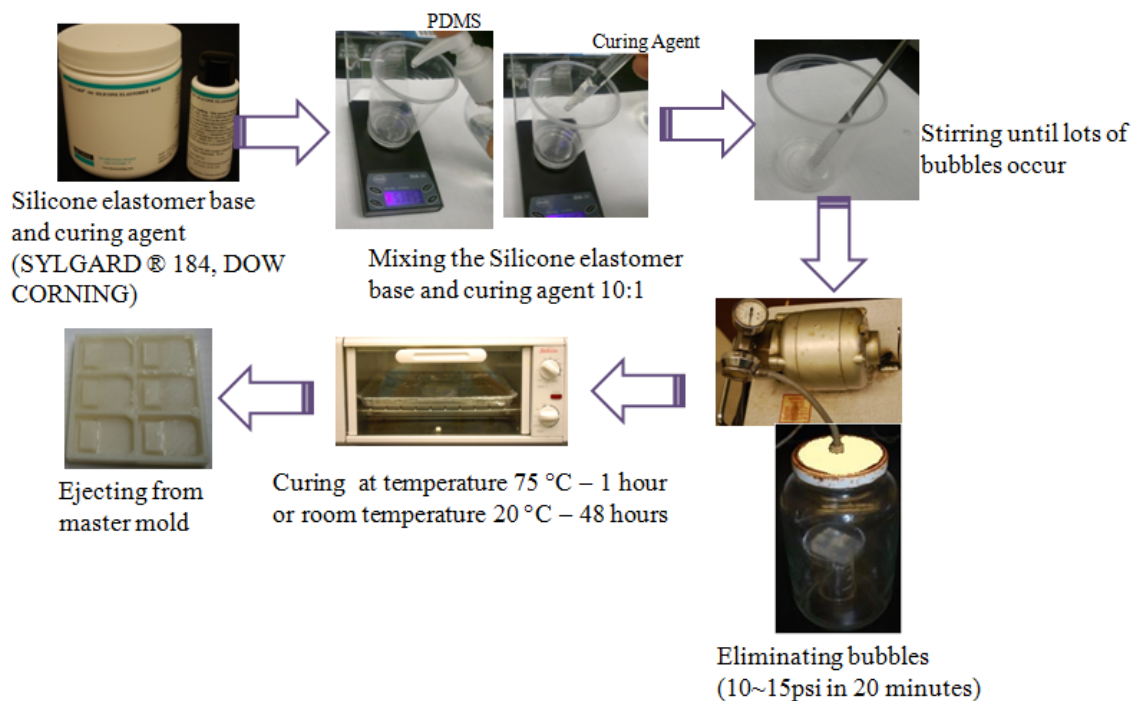 PDMS
Curing Agent
Silicone elastomer base
and curing agent
(SYLGARD ® 184, DOW
CORNING)
Mixing the Silicone elastomer
base and curing agent 10:1
Stirring until lots of
bubbles occur
Ejecting from
master mold
Curing at temperature 75 °C – 1 hour
or room temperature 20 °C – 48 hours
Eliminating bubbles
(10~15psi in 20 minutes)